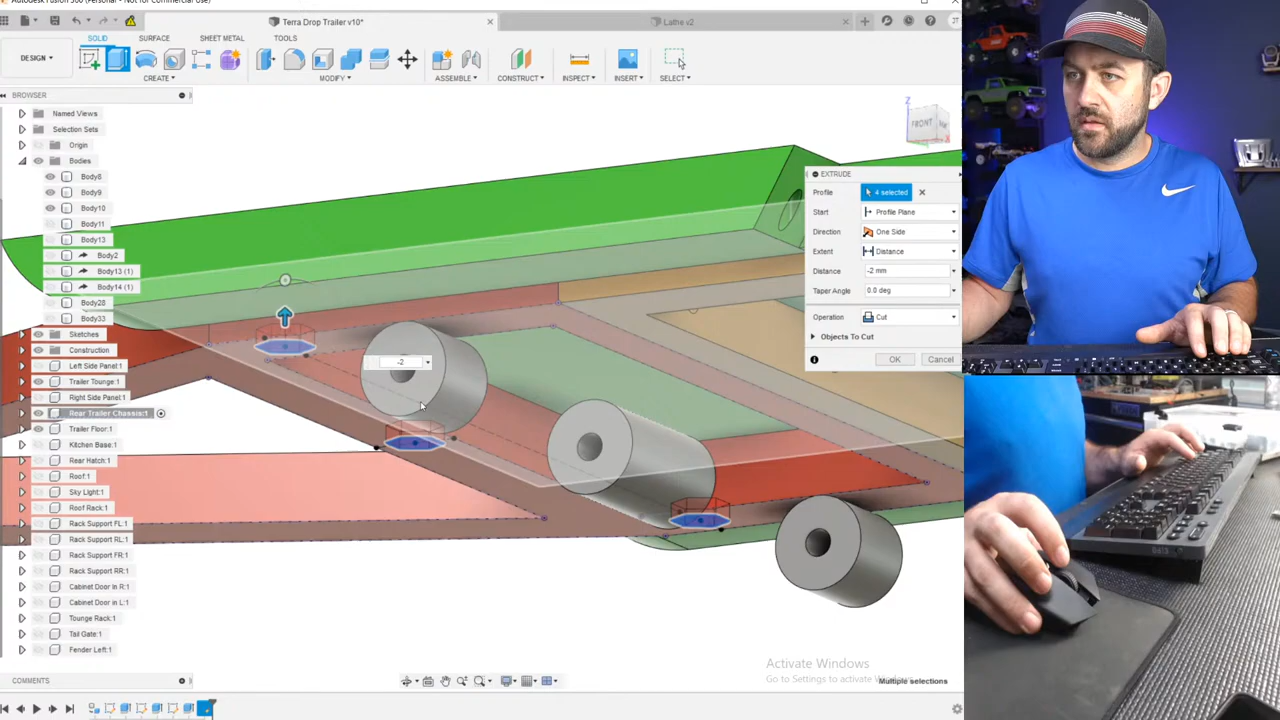 Autodesk Fusion 360 (Personal - Not for Commercial Use)
Terra Drop Trailer v10*
Lathe v2
SOLID
SURFACE
SHEET METAL
TOOLS
DESIGN
CREATE
MODIFY
ASSEMBLE
CONSTRUCT
INSPECT
INSERT
SELECT
BROWSER
Named Views
Selection Sets
Origin
Bodies
Body8
Body9
Body10
Body11
Body13
Body2
Body13 (1)
Body14 (1)
Body28
Body33
Sketches
Construction
Left Side Panel:1
Trailer Tounge:1
Right Side Panel:1
Rear Trailer Chassis:1
Trailer Floor:1
Kitchen Base:1
Rear Hatch:1
Roof:1
Sky Light:1
Roof Rack:1
Rack Support FL:1
Rack Support RL:1
Rack Support FR:1
Rack Support RR:1
Cabinet Door In R:1
Cabinet Door in L:1
Tounge Rack:1
Tail Gate:1
Fender Left:1
COMMENTS
Z
FRONT
EXTRUDE
Profile
4 selected
Start
Profile Plane
Direction
One Side
Extent
Distance
Distance
-2 mm
Taper Angle
0.0 deg
Operation
Cut
Objects To Cut
OK
Cancel
-2
Activate Windows
Go to Settings to activate
Multiple selections